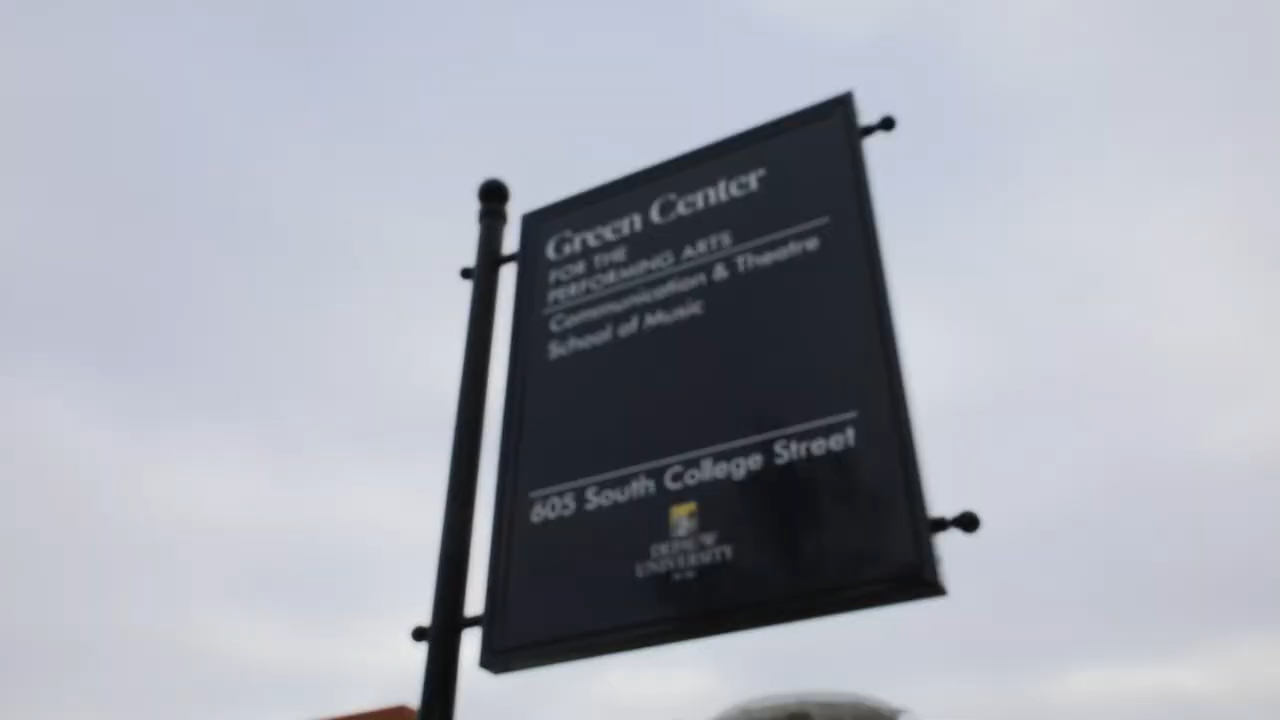 Green Center
FOR THE
PERFORMING ARTS
Communication & Theatre
School of Music
605 South College Street
DEPAUW
UNIVERSITY